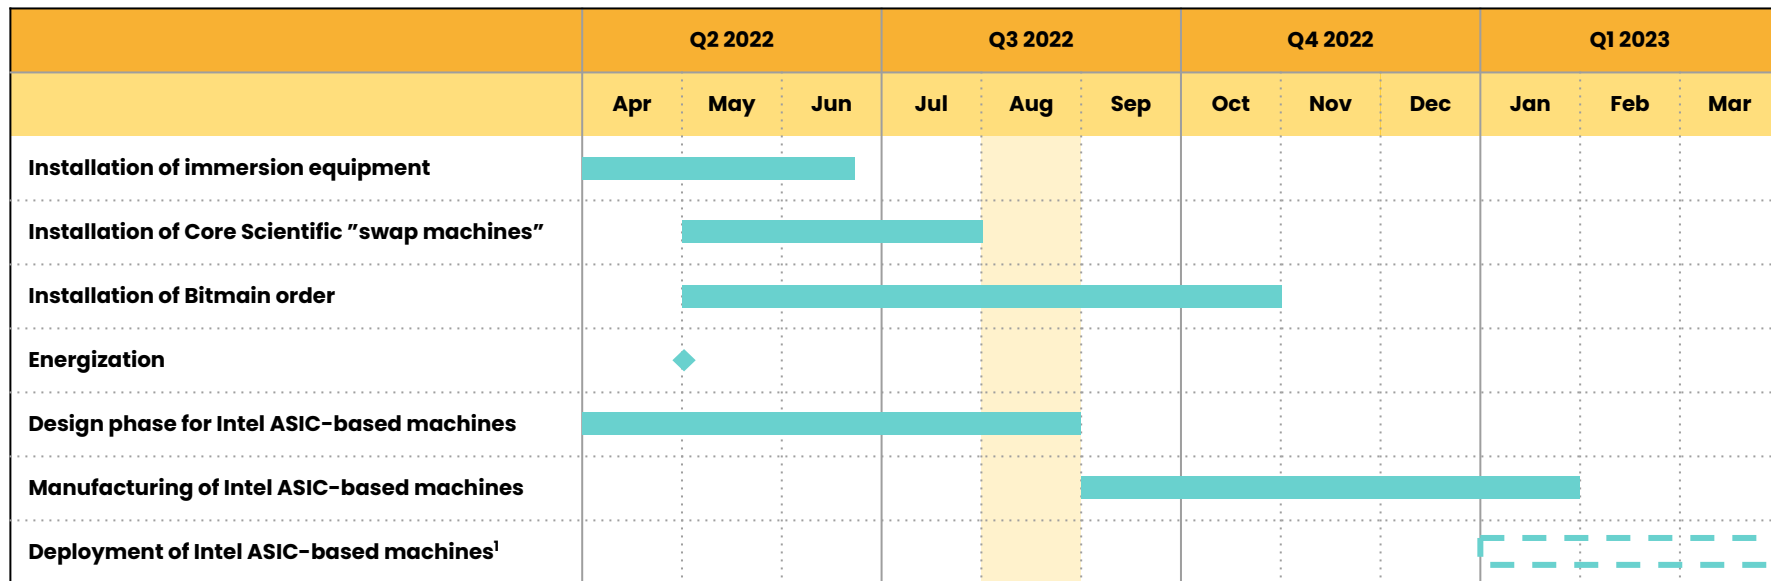 Q2 2022 Q3 2022 Q4 2022 Q1 2023
Apr May Jun Jul Aug Sep Oct Nov Dec Jan Feb Mar
Installation of immersion equipment
Installation of Core Scientific ”swap machines”
Installation of Bitmain order
Energization
Design phase for Intel ASIC-based machines
Manufacturing of Intel ASIC-based machines
Deployment of Intel ASIC-based machines¹